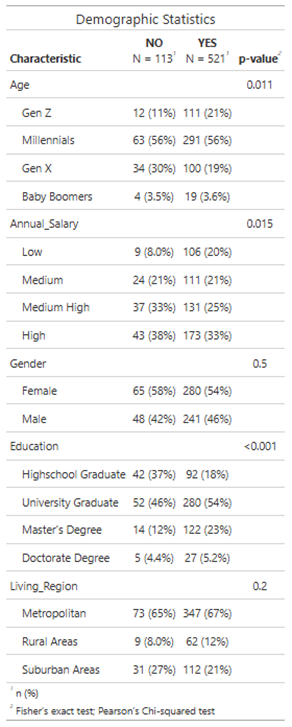 Demographic Statistics
NO YES
Characteristic N = 113¹ N = 521¹ p-value²
Age 0.011
Gen Z 12 (11%) 111 (21%)
Millennials 63 (56%) 291 (56%)
Gen X 34 (30%) 100 (19%)
Baby Boomers 4 (3.5%) 19 (3.6%)
Annual_Salary 0.015
Low 9 (8.0%) 106 (20%)
Medium 24 (21%) 111 (21%)
Medium High 37 (33%) 131 (25%)
High 43 (38%) 173 (33%)
Gender 0.5
Female 65 (58%) 280 (54%)
Male 48 (42%) 241 (46%)
Education <0.001
Highschool Graduate 42 (37%) 92 (18%)
University Graduate 52 (46%) 280 (54%)
Master's Degree 14 (12%) 122 (23%)
Doctorate Degree 5 (4.4%) 27 (5.2%)
Living_Region 0.2
Metropolitan 73 (65%) 347 (67%)
Rural Areas 9 (8.0%) 62 (12%)
Suburban Areas 31 (27%) 112 (21%)
¹ n (%)
² Fisher's exact test; Pearson's Chi-squared test